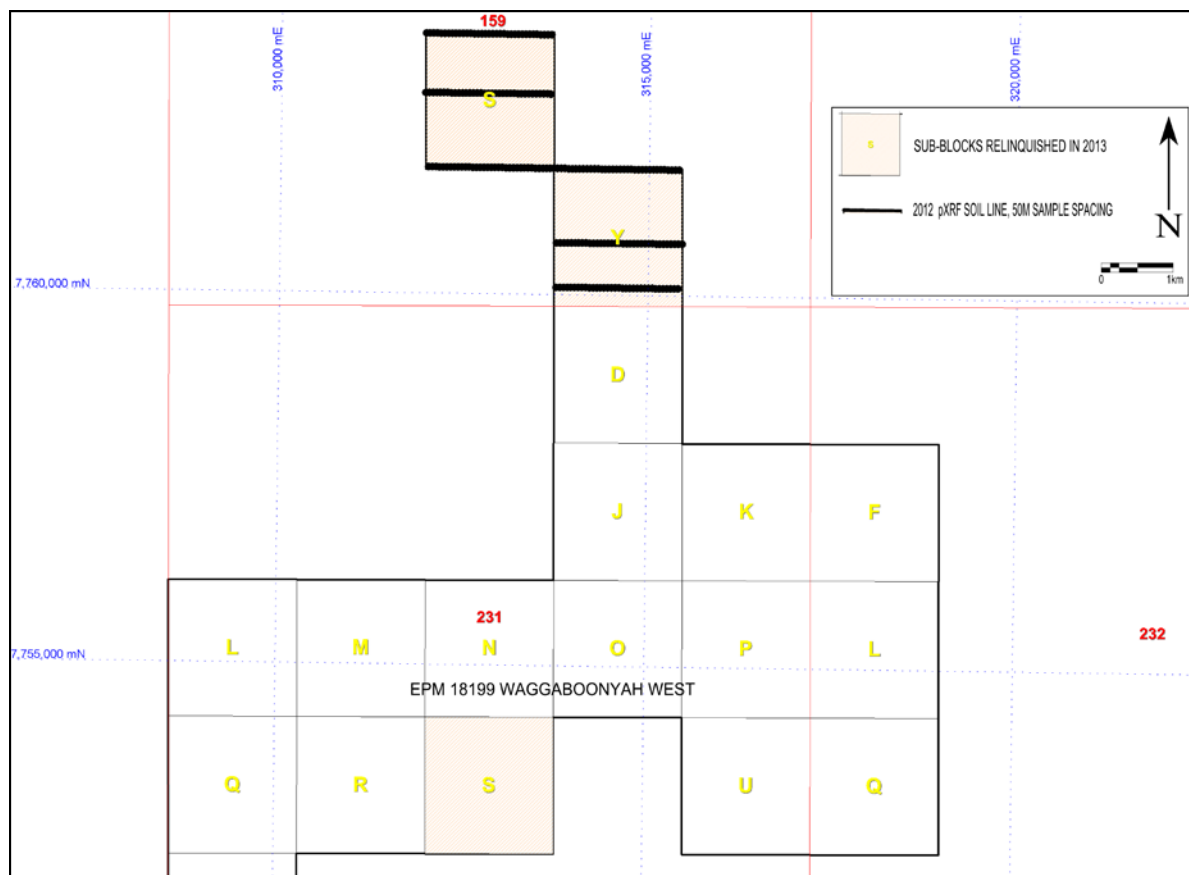 159
310,000 mE
315,000 mE
320,000 mE
S
S
SUB-BLOCKS RELINQUISHED IN 2013
2012 pXRF SOIL LINE, 50M SAMPLE SPACING
N
0
1km
Y
7,760,000 mN
D
J
K
F
231
232
L
M
N
O
P
L
7,755,000 mN
EPM 18199 WAGGABOONYAH WEST
Q
R
S
U
Q